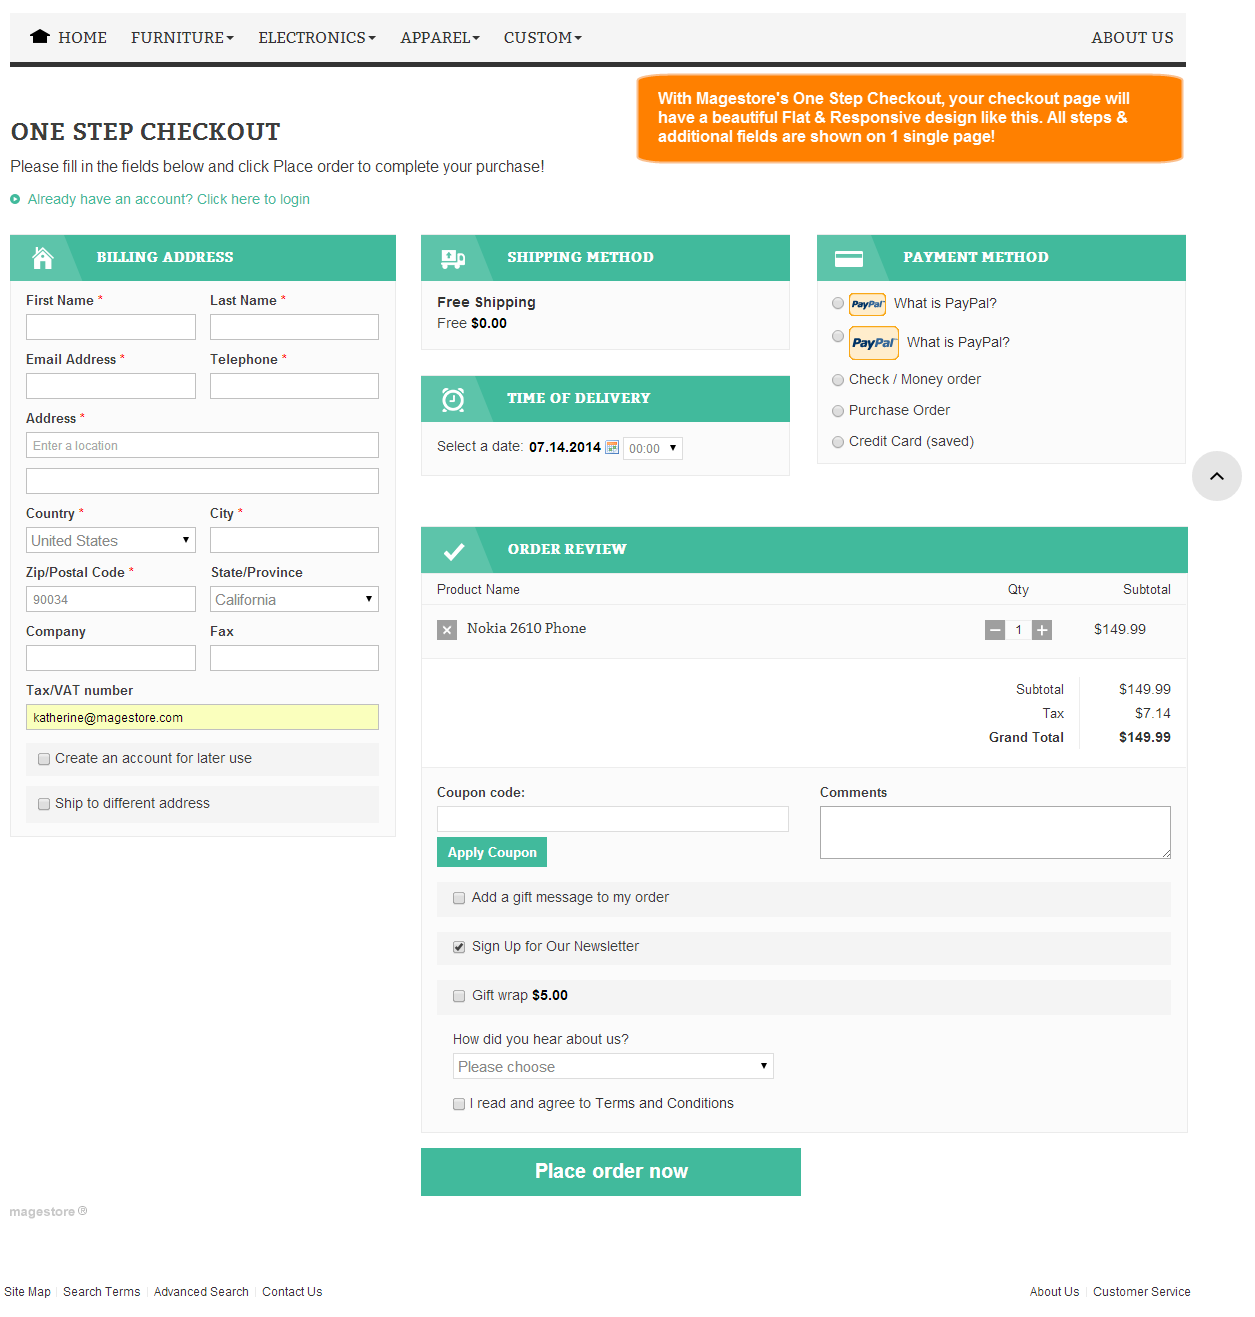 HOME FURNITURE ELECTRONICS APPAREL CUSTOM ABOUT US
With Magestore's One Step Checkout, your checkout page will
have a beautiful Flat & Responsive design like this. All steps &
additional fields are shown on 1 single page!
ONE STEP CHECKOUT
Please fill in the fields below and click Place order to complete your purchase!
Already have an account? Click here to login
BILLING ADDRESS
First Name * Last Name *
Email Address * Telephone *
Address *
Enter a location
Country * City *
United States
Zip/Postal Code * State/Province
90034 California
Company Fax
Tax/VAT number
katherine@magestore.com
Create an account for later use
Ship to different address
SHIPPING METHOD
Free Shipping
Free $0.00
TIME OF DELIVERY
Select a date: 07.14.2014 00:00
PAYMENT METHOD
PayPal What is PayPal?
PayPal What is PayPal?
Check / Money order
Purchase Order
Credit Card (saved)
ORDER REVIEW
Product Name Qty Subtotal
Nokia 2610 Phone 1 $149.99
Subtotal $149.99
Tax $7.14
Grand Total $149.99
Coupon code:
Apply Coupon
Comments
Add a gift message to my order
Sign Up for Our Newsletter
Gift wrap $5.00
How did you hear about us?
Please choose
I read and agree to Terms and Conditions
Place order now
magestore ®
Site Map Search Terms Advanced Search Contact Us About Us Customer Service